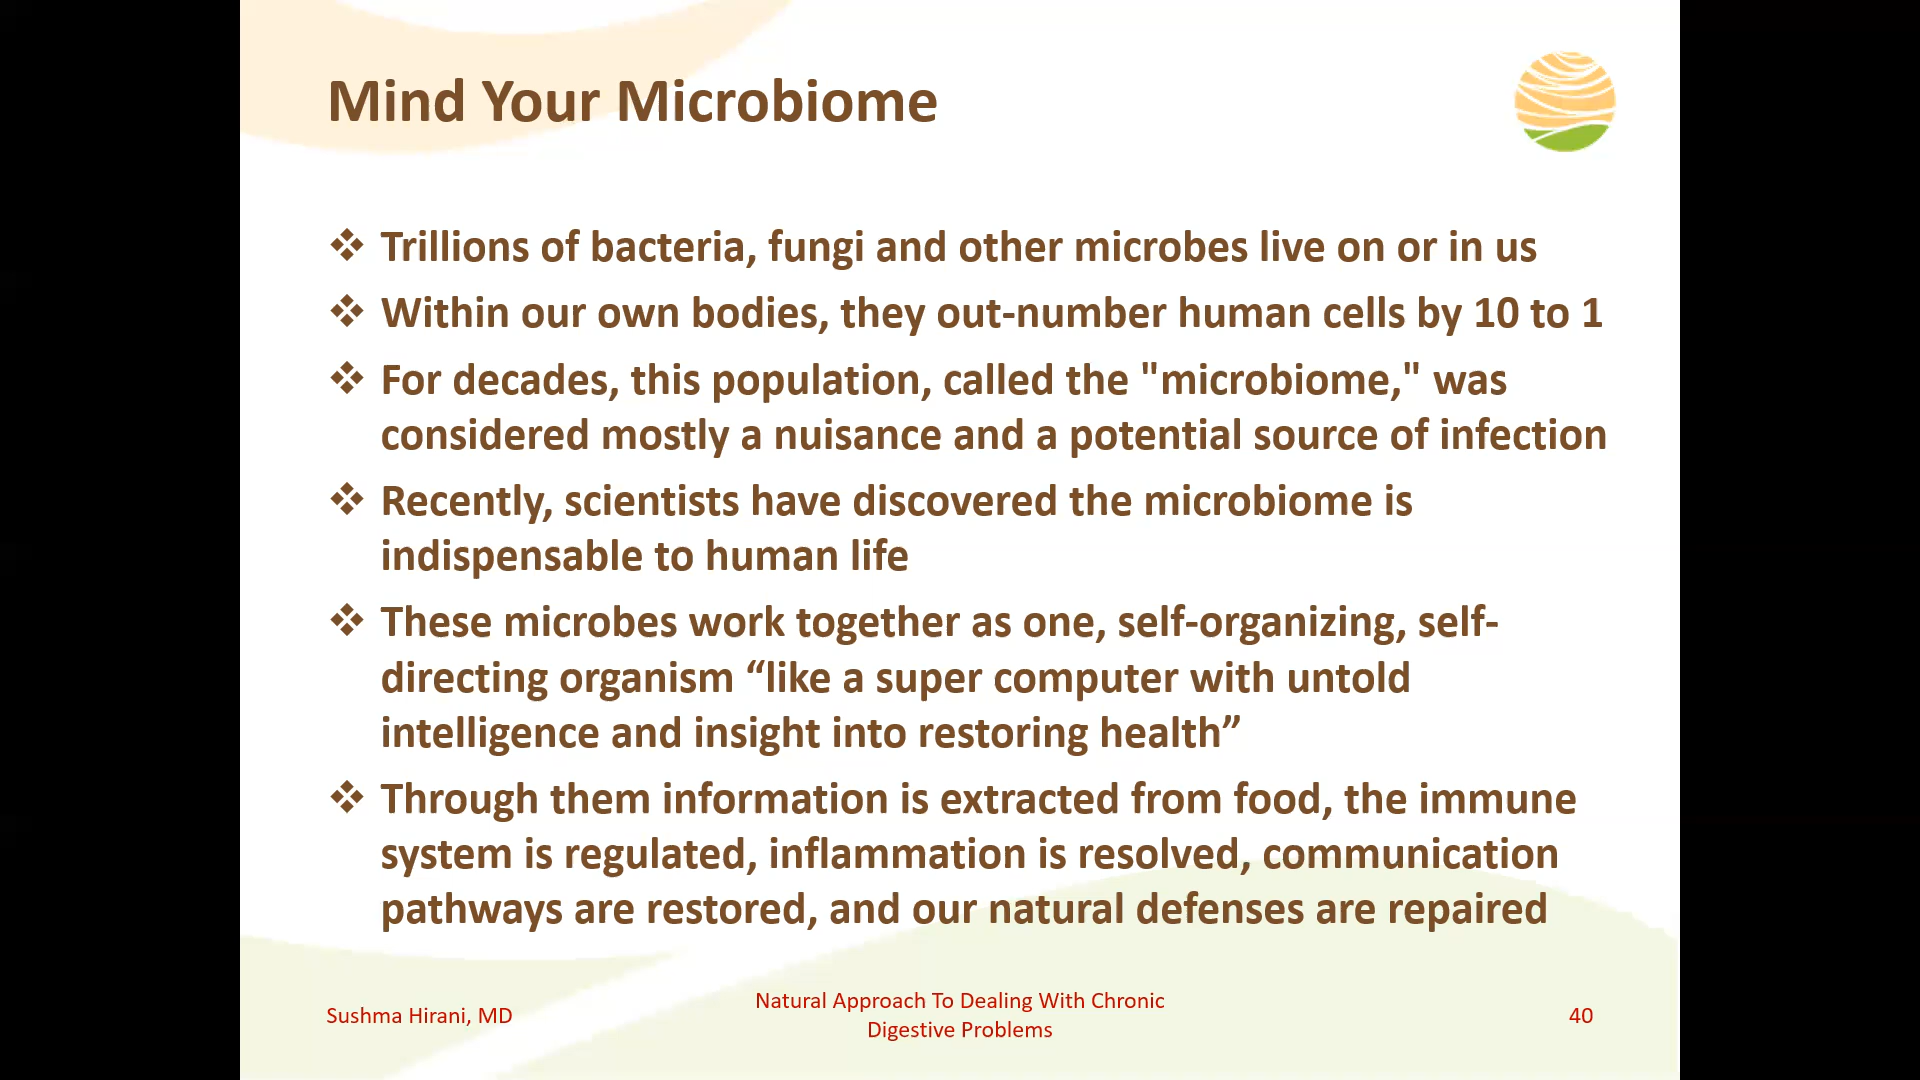 Mind Your Microbiome
❖ Trillions of bacteria, fungi and other microbes live on or in us
❖ Within our own bodies, they out-number human cells by 10 to 1
❖ For decades, this population, called the "microbiome," was
considered mostly a nuisance and a potential source of infection
❖ Recently, scientists have discovered the microbiome is
indispensable to human life
❖ These microbes work together as one, self-organizing, self-
directing organism “like a super computer with untold
intelligence and insight into restoring health”
❖ Through them information is extracted from food, the immune
system is regulated, inflammation is resolved, communication
pathways are restored, and our natural defenses are repaired
Sushma Hirani, MD
Natural Approach To Dealing With Chronic
Digestive Problems
40